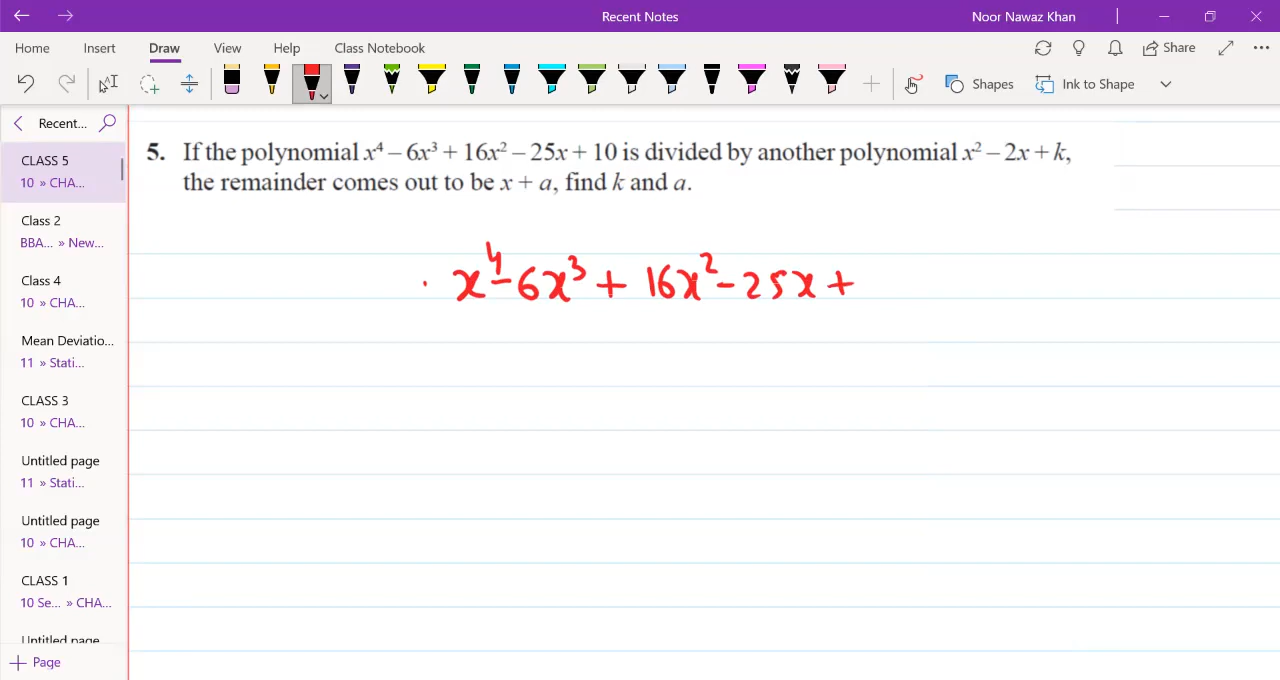 Recent Notes
Noor Nawaz Khan
Home Insert Draw View Help Class Notebook Share
Shapes Ink to Shape
Recent...
CLASS 5
10 » CHA...
Class 2
BBA... » New...
Class 4
10 » CHA...
Mean Deviatio...
11 » Stati...
CLASS 3
10 » CHA...
Untitled page
11 » Stati...
Untitled page
10 » CHA...
CLASS 1
10 Se... » CHA...
Untitled page
Page
5. If the polynomial x⁴ – 6x³ + 16x² – 25x + 10 is divided by another polynomial x² – 2x + k,
the remainder comes out to be x + a, find k and a.
x⁴ - 6x³ + 16x² - 25x +